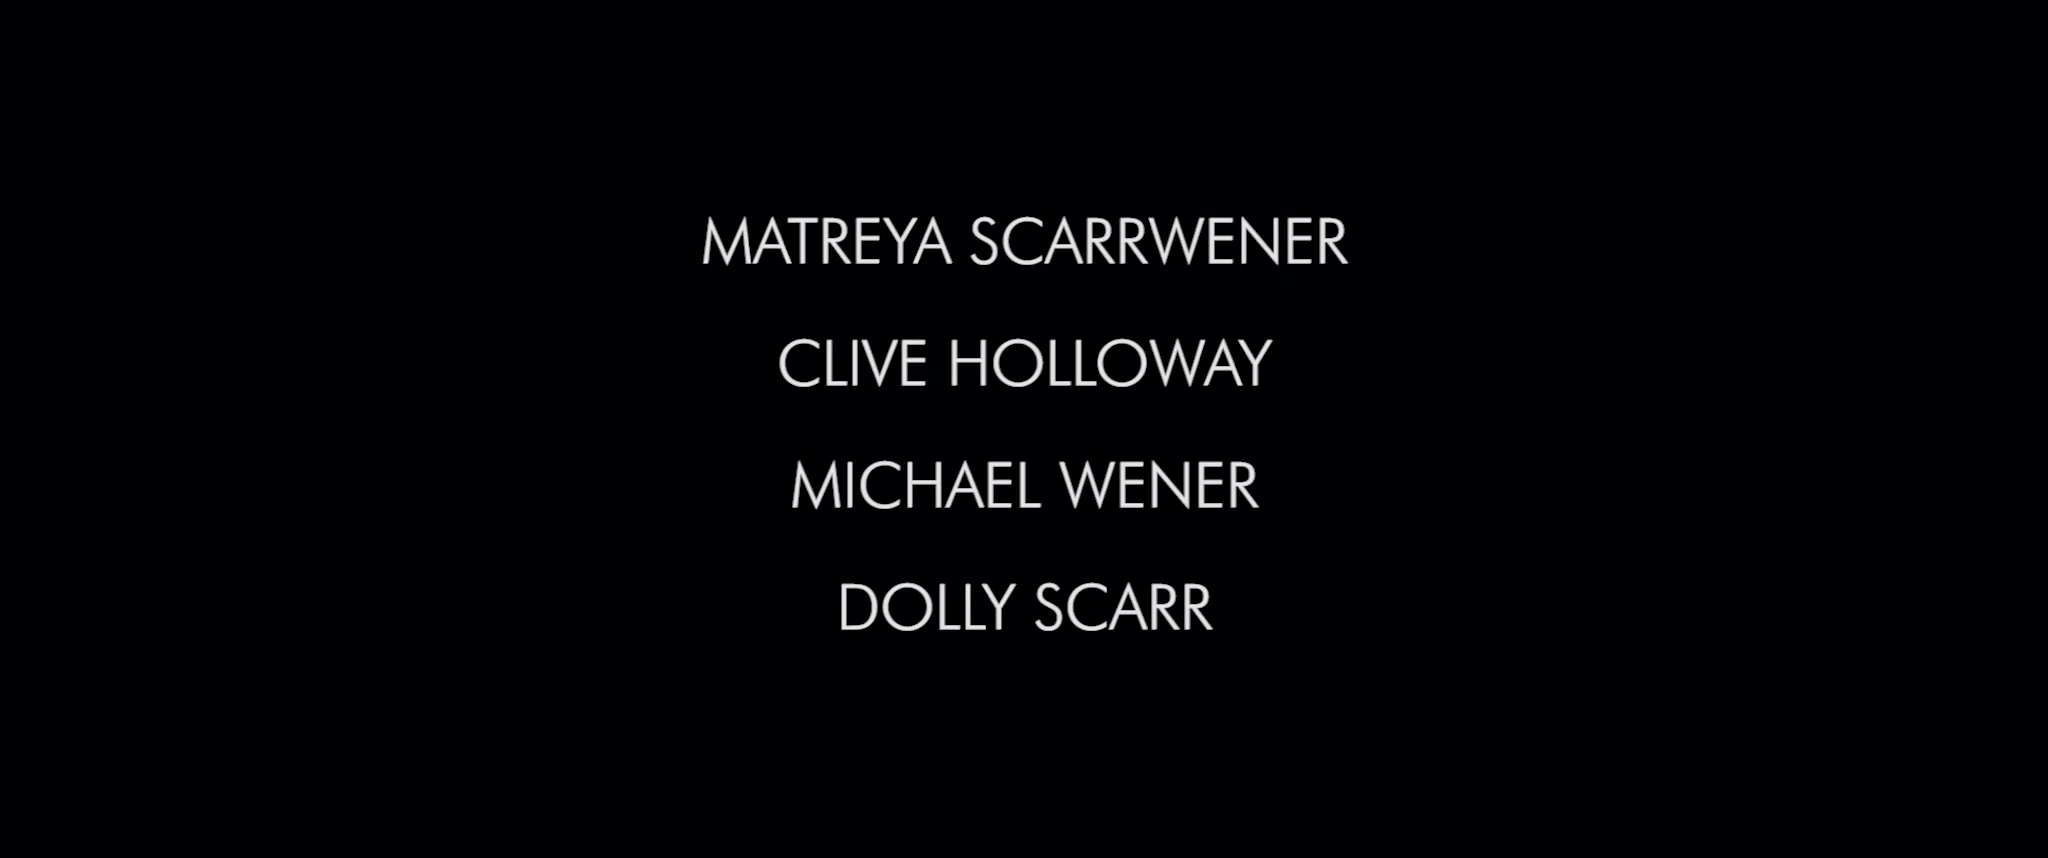 MATREYA SCARRWENER
CLIVE HOLLOWAY
MICHAEL WENER
DOLLY SCARR